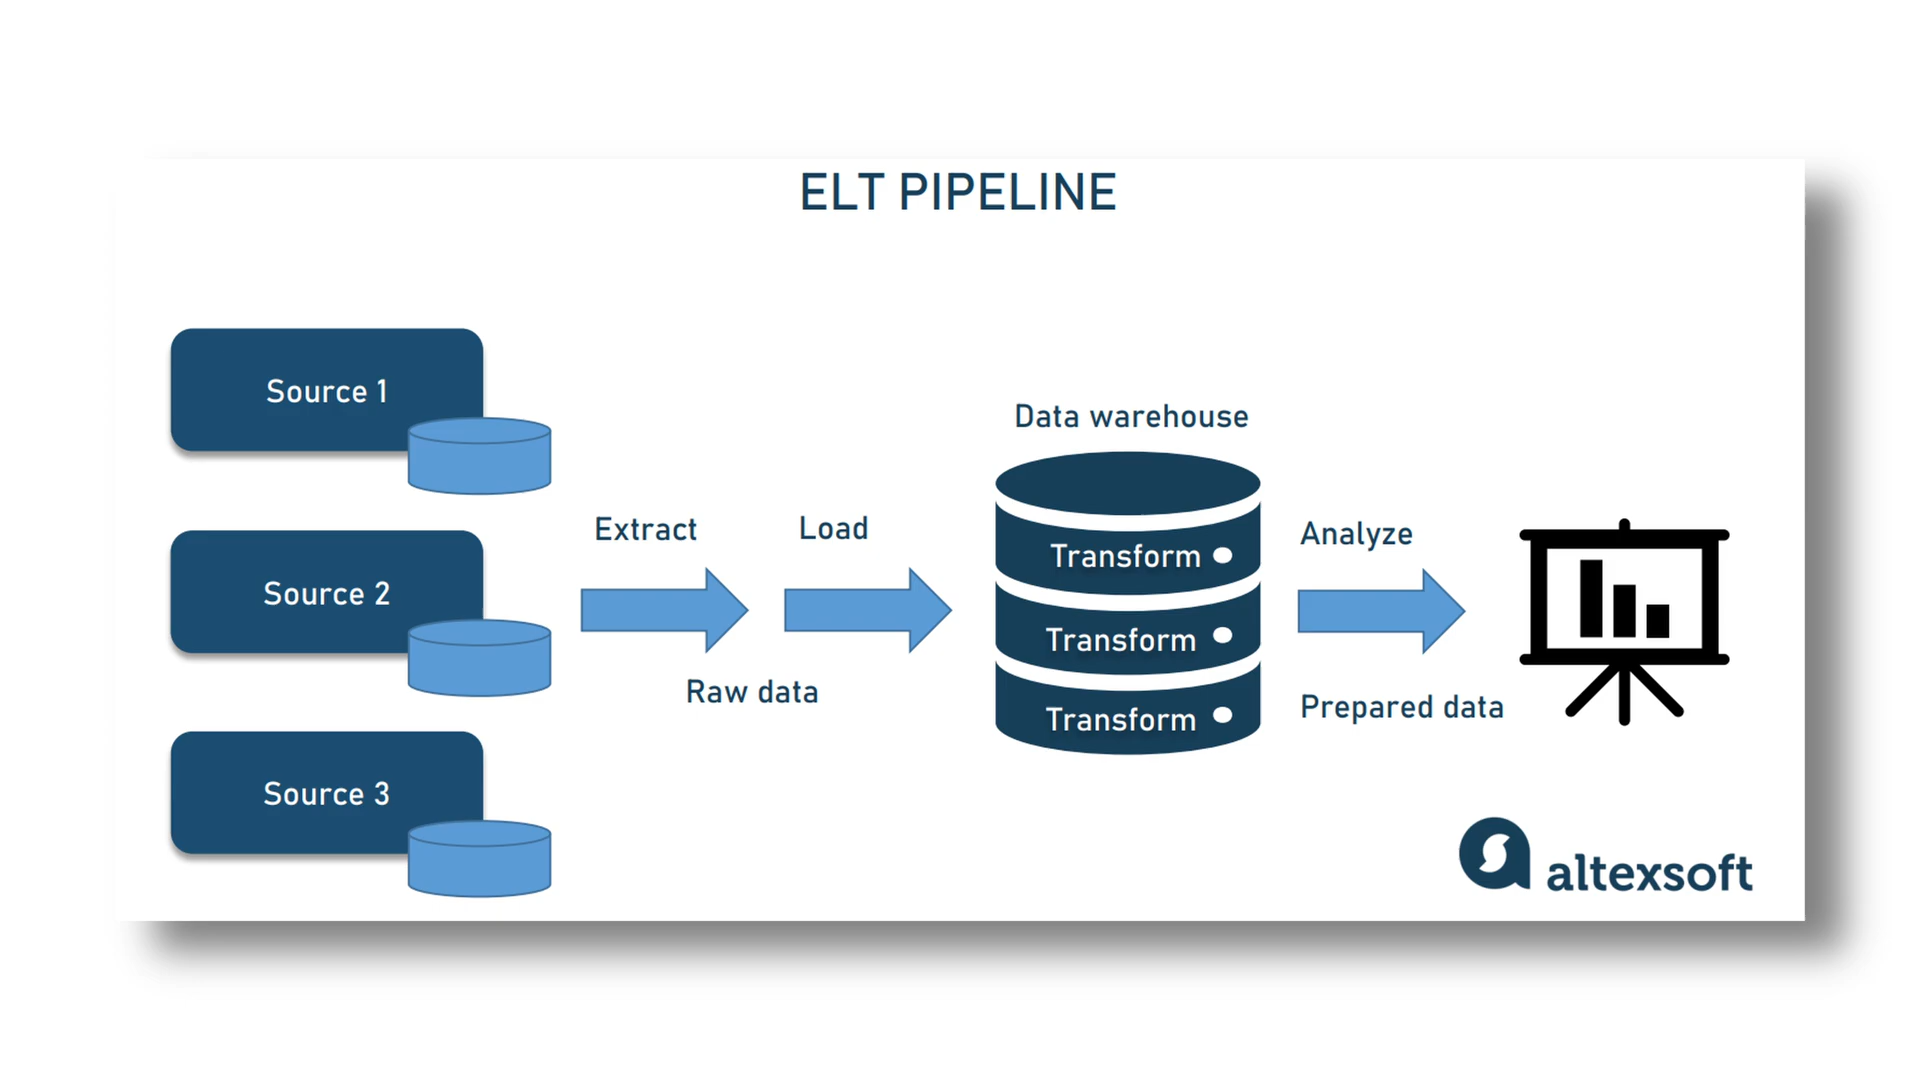 ELT PIPELINE
Source 1
Source 2
Source 3
Extract
Load
Raw data
Data warehouse
Transform
Transform
Transform
Analyze
Prepared data
altexsoft